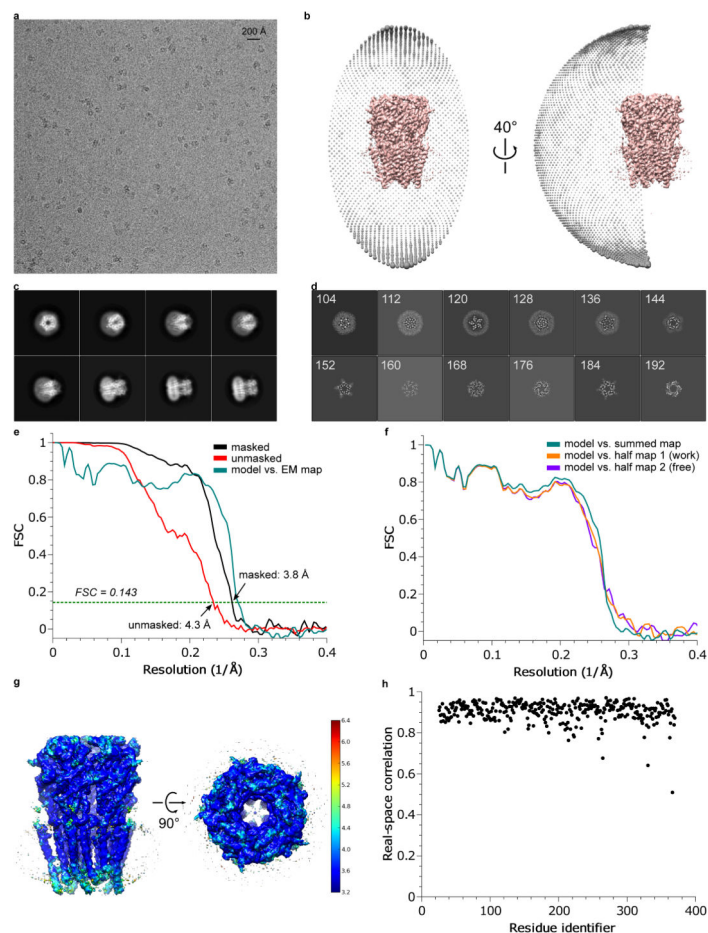 a
200 Å
b
40°
c
d
104 112 120 128 136 144
152 160 168 176 184 192
e
1
0.8
0.6
0.4
0.2
0
FSC
masked
unmasked
model vs. EM map
masked: 3.8 Å
FSC = 0.143
unmasked: 4.3 Å
0 0.1 0.2 0.3 0.4
Resolution (1/Å)
f
1
0.8
0.6
0.4
0.2
0
FSC
model vs. summed map
model vs. half map 1 (work)
model vs. half map 2 (free)
0 0.1 0.2 0.3 0.4
Resolution (1/Å)
g
90°
6.4
6.0
5.6
5.2
4.8
4.4
4.0
3.6
3.2
h
1
0.8
0.6
0.4
0.2
0
Real-space correlation
0 100 200 300 400
Residue identifier